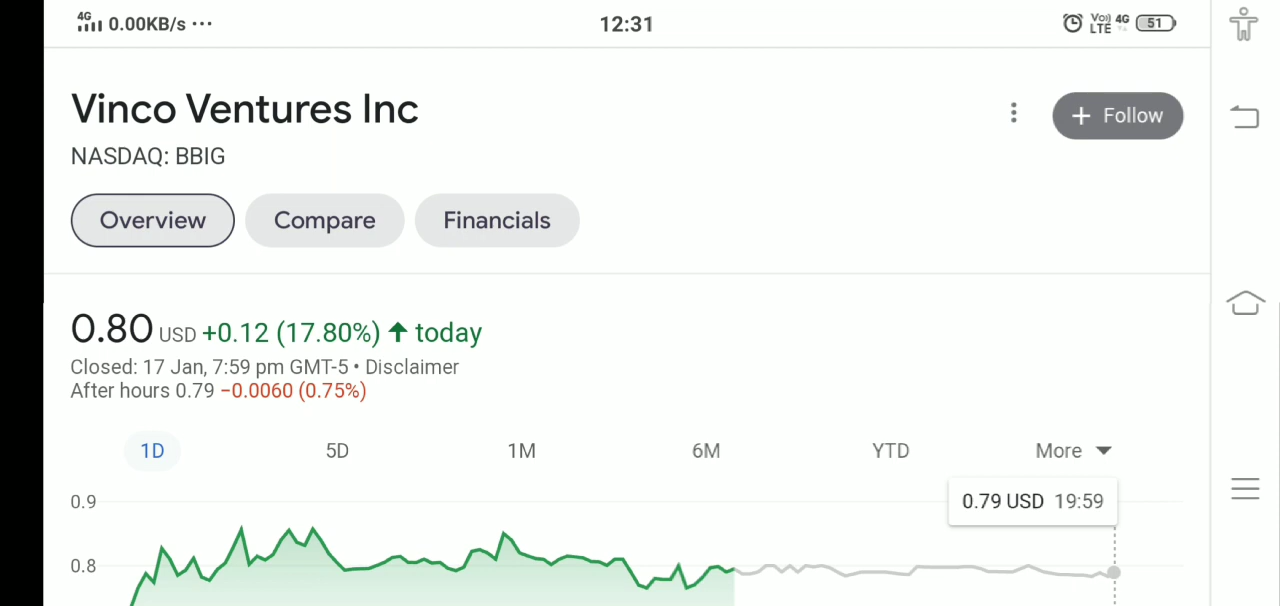 4G 0.00KB/s ··· 12:31 Vo)) LTE 4G 51
Vinco Ventures Inc
+ Follow
NASDAQ: BBIG
Overview Compare Financials
0.80 USD +0.12 (17.80%) ↑ today
Closed: 17 Jan, 7:59 pm GMT-5 • Disclaimer
After hours 0.79 −0.0060 (0.75%)
1D 5D 1M 6M YTD More
0.79 USD 19:59
0.9
0.8